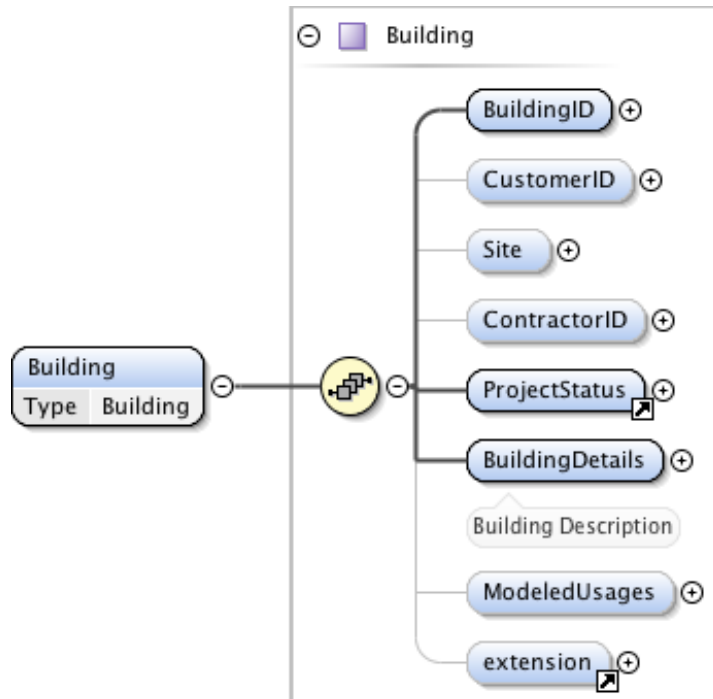 Building
BuildingID
CustomerID
Site
ContractorID
Building
Type Building
ProjectStatus
BuildingDetails
Building Description
ModeledUsages
extension